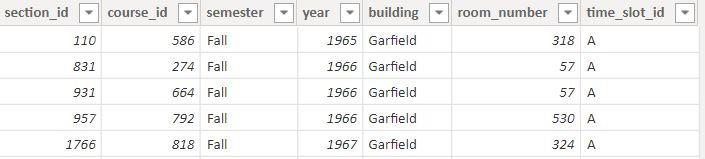 section_id course_id semester year building room_number time_slot_id
110 586 Fall 1965 Garfield 318 A
831 274 Fall 1966 Garfield 57 A
931 664 Fall 1966 Garfield 57 A
957 792 Fall 1966 Garfield 530 A
1766 818 Fall 1967 Garfield 324 A